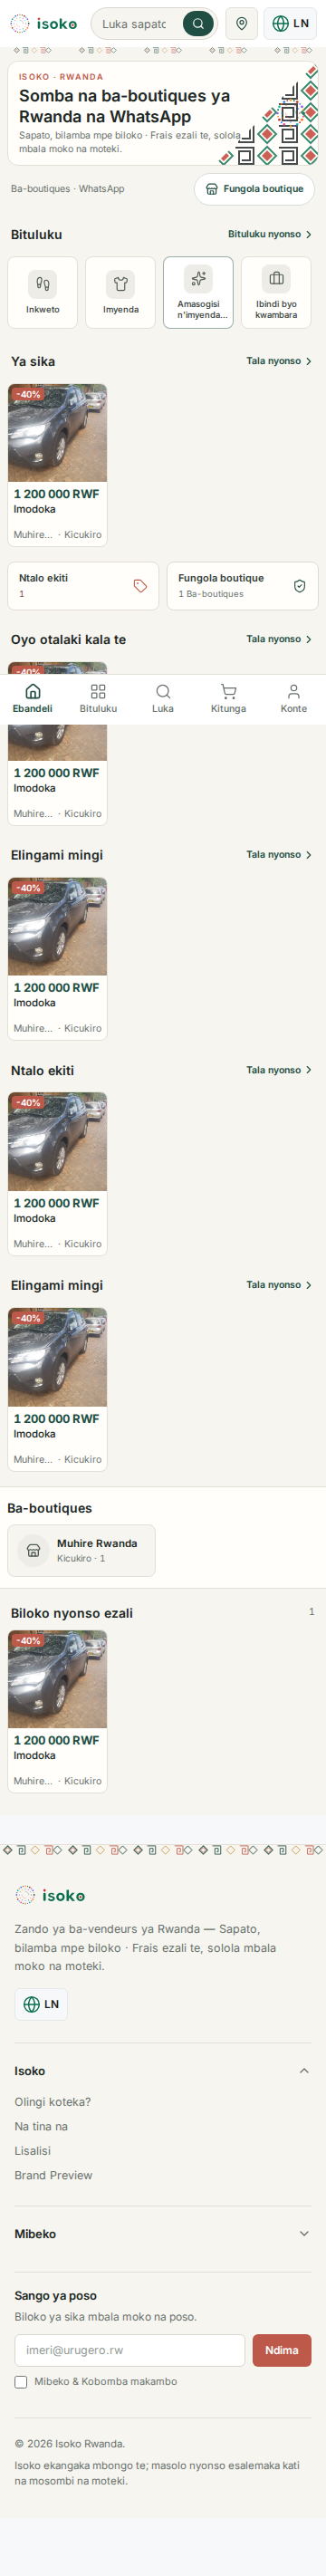 isoko
Luka sapatc
LN
ISOKO · RWANDA
Somba na ba-boutiques ya
Rwanda na WhatsApp
Sapato, bilamba mpe biloko · Frais ezali te, solola
mbala moko na moteki.
Ba-boutiques · WhatsApp
Fungola boutique
Bituluku
Bituluku nyonso
Inkweto
Imyenda
Amasogisi
n'imyenda...
Ibindi byo
kwambara
Ya sika
Tala nyonso
-40%
1 200 000 RWF
Imodoka
Muhire... · Kicukiro
Ntalo ekiti
1
Fungola boutique
1 Ba-boutiques
Oyo otalaki kala te
Tala nyonso
-40%
Ebandeli
Bituluku
Luka
Kitunga
Konte
1 200 000 RWF
Imodoka
Muhire... · Kicukiro
Elingami mingi
Tala nyonso
-40%
1 200 000 RWF
Imodoka
Muhire... · Kicukiro
Ntalo ekiti
Tala nyonso
-40%
1 200 000 RWF
Imodoka
Muhire... · Kicukiro
Elingami mingi
Tala nyonso
-40%
1 200 000 RWF
Imodoka
Muhire... · Kicukiro
Ba-boutiques
Muhire Rwanda
Kicukiro · 1
Biloko nyonso ezali
1
-40%
1 200 000 RWF
Imodoka
Muhire... · Kicukiro
isoko
Zando ya ba-vendeurs ya Rwanda — Sapato,
bilamba mpe biloko · Frais ezali te, solola mbala
moko na moteki.
LN
Isoko
Olingi koteka?
Na tina na
Lisalisi
Brand Preview
Mibeko
Sango ya poso
Biloko ya sika mbala moko na poso.
imeri@urugero.rw
Ndima
Mibeko & Kobomba makambo
© 2026 Isoko Rwanda.
Isoko ekangaka mbongo te; masolo nyonso esalemaka kati
na mosombi na moteki.